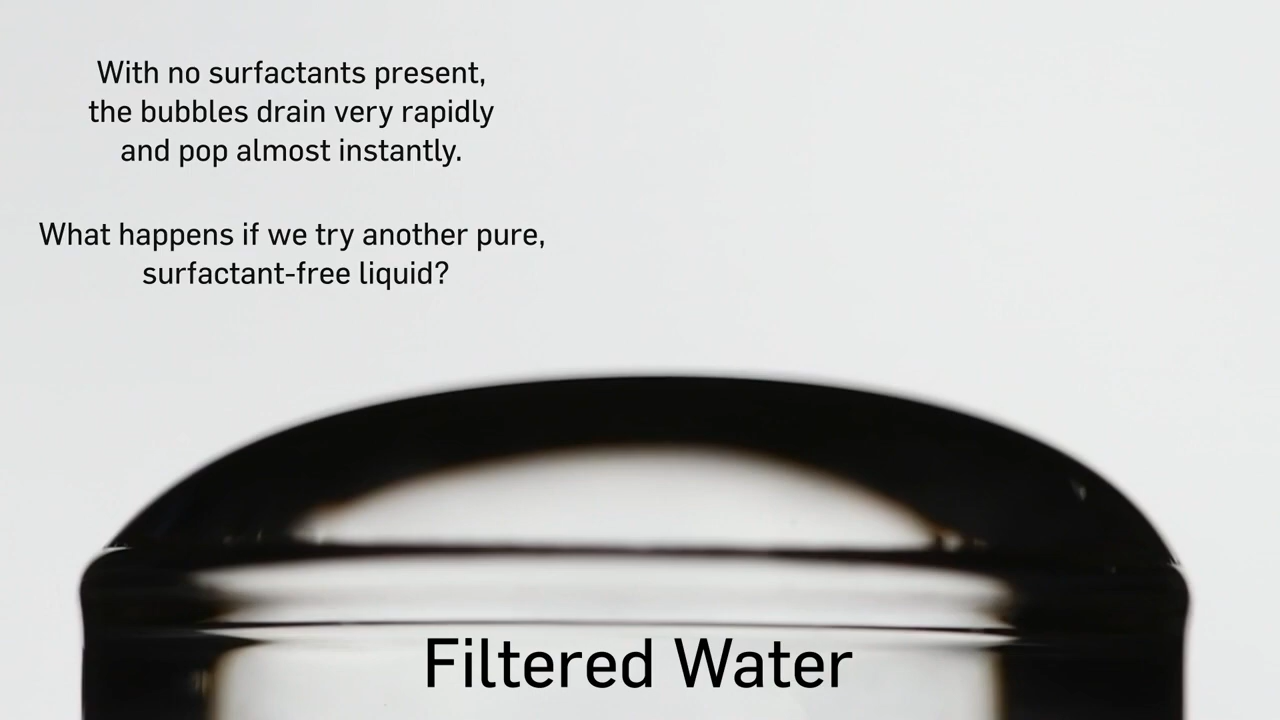 With no surfactants present,
the bubbles drain very rapidly
and pop almost instantly.
What happens if we try another pure,
surfactant-free liquid?
Filtered Water